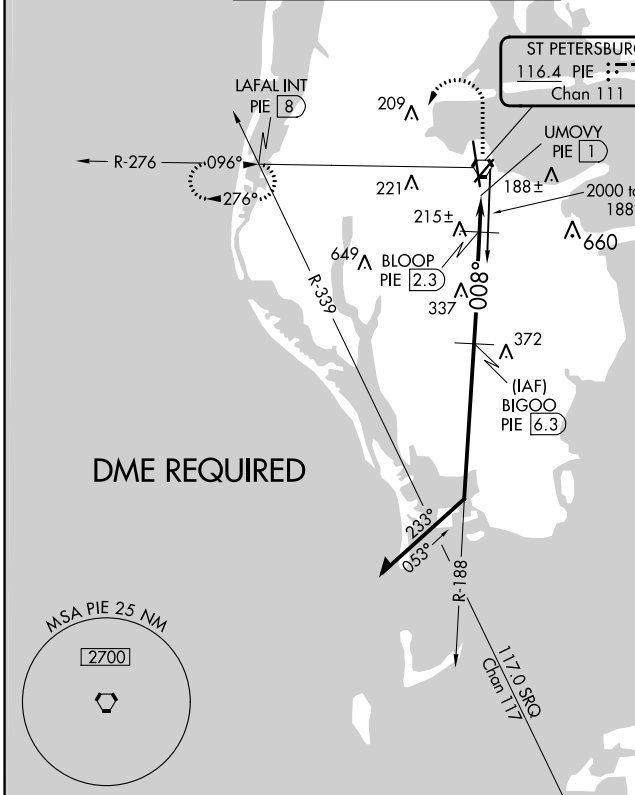 ST PETERSBURG
116.4 PIE
Chan 111
LAFAL INT
PIE 8
209
UMOVY
PIE 1
R-276
096°
276°
221
188±
2000 to
188°
215±
660
649
BLOOP
PIE 2.3
R-339
337
008°
372
(IAF)
BIGOO
PIE 6.3
DME REQUIRED
233°
053°
R-188
MSA PIE 25 NM
2700
117.0 SRQ
Chan 117